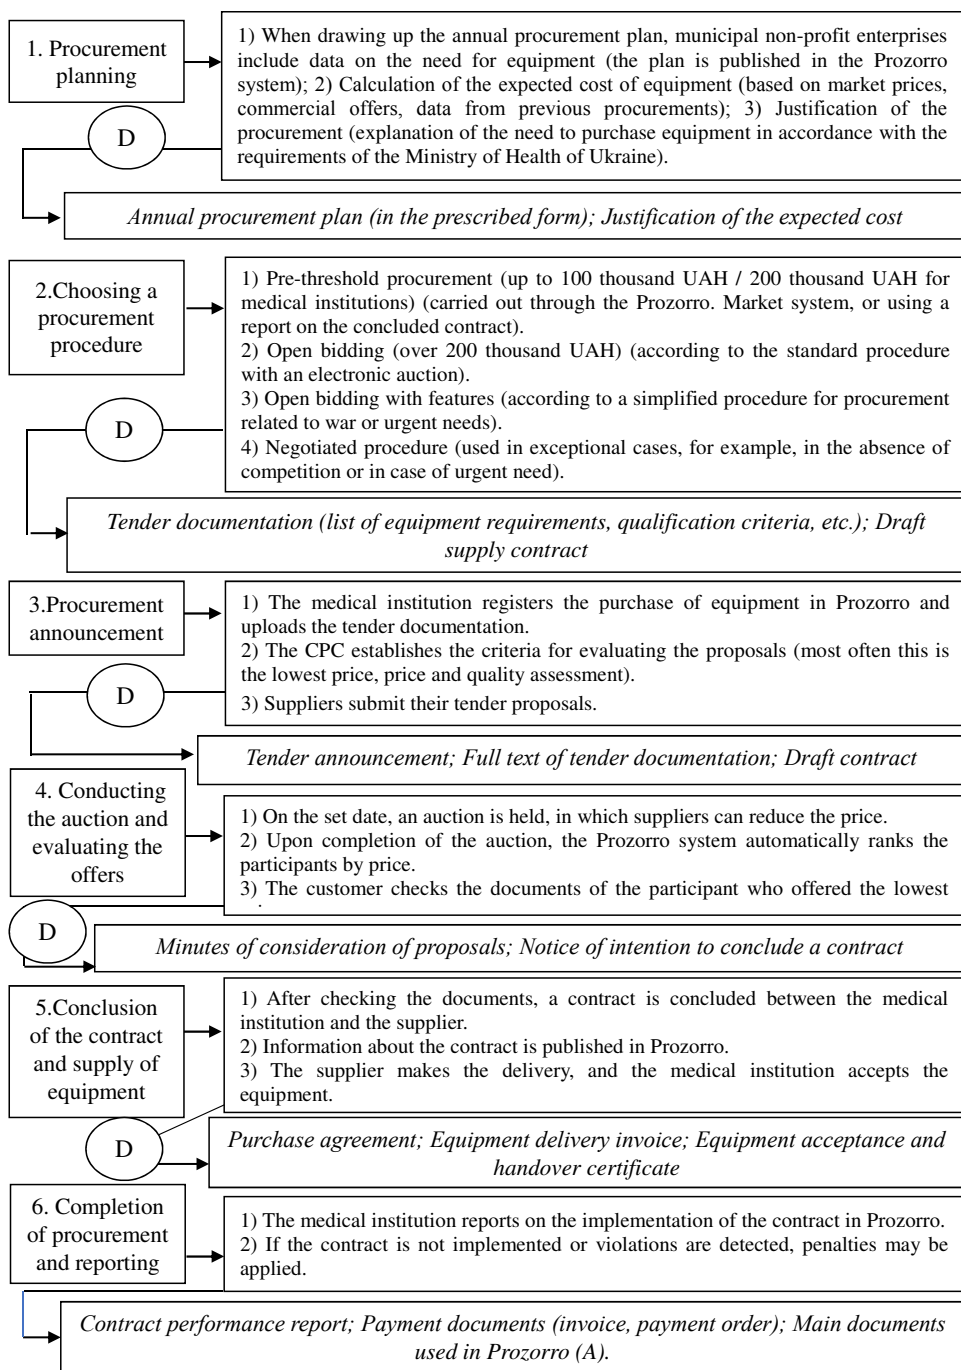 1. Procurement
planning
1) When drawing up the annual procurement plan, municipal non-profit enterprises
include data on the need for equipment (the plan is published in the Prozorro
system); 2) Calculation of the expected cost of equipment (based on market prices,
commercial offers, data from previous procurements); 3) Justification of the
procurement (explanation of the need to purchase equipment in accordance with the
requirements of the Ministry of Health of Ukraine).
D
Annual procurement plan (in the prescribed form); Justification of the expected cost
2.Choosing a
procurement
procedure
1) Pre-threshold procurement (up to 100 thousand UAH / 200 thousand UAH for
medical institutions) (carried out through the Prozorro. Market system, or using a
report on the concluded contract).
2) Open bidding (over 200 thousand UAH) (according to the standard procedure
with an electronic auction).
3) Open bidding with features (according to a simplified procedure for procurement
related to war or urgent needs).
4) Negotiated procedure (used in exceptional cases, for example, in the absence of
competition or in case of urgent need).
D
Tender documentation (list of equipment requirements, qualification criteria, etc.); Draft
supply contract
3.Procurement
announcement
1) The medical institution registers the purchase of equipment in Prozorro and
uploads the tender documentation.
2) The CPC establishes the criteria for evaluating the proposals (most often this is
the lowest price, price and quality assessment).
3) Suppliers submit their tender proposals.
D
Tender announcement; Full text of tender documentation; Draft contract
4. Conducting
the auction and
evaluating the
offers
1) On the set date, an auction is held, in which suppliers can reduce the price.
2) Upon completion of the auction, the Prozorro system automatically ranks the
participants by price.
3) The customer checks the documents of the participant who offered the lowest
D
Minutes of consideration of proposals; Notice of intention to conclude a contract
5.Conclusion
of the contract
and supply of
equipment
1) After checking the documents, a contract is concluded between the medical
institution and the supplier.
2) Information about the contract is published in Prozorro.
3) The supplier makes the delivery, and the medical institution accepts the
equipment.
D
Purchase agreement; Equipment delivery invoice; Equipment acceptance and
handover certificate
6. Completion
of procurement
and reporting
1) The medical institution reports on the implementation of the contract in Prozorro.
2) If the contract is not implemented or violations are detected, penalties may be
applied.
Contract performance report; Payment documents (invoice, payment order); Main documents
used in Prozorro (A).